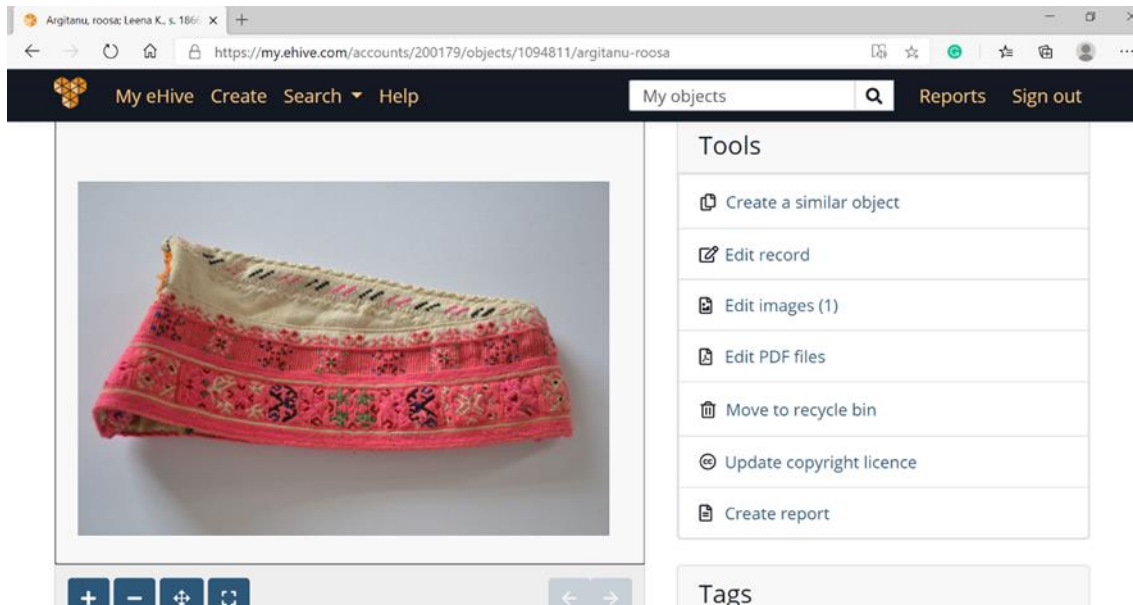 Argitanu, roosa; Leena K., s. 186
https://my.ehive.com/accounts/200179/objects/1094811/argitanu-roosa
My eHive Create Search Help My objects Reports Sign out
Tools
Create a similar object
Edit record
Edit images (1)
Edit PDF files
Move to recycle bin
Update copyright licence
Create report
Tags